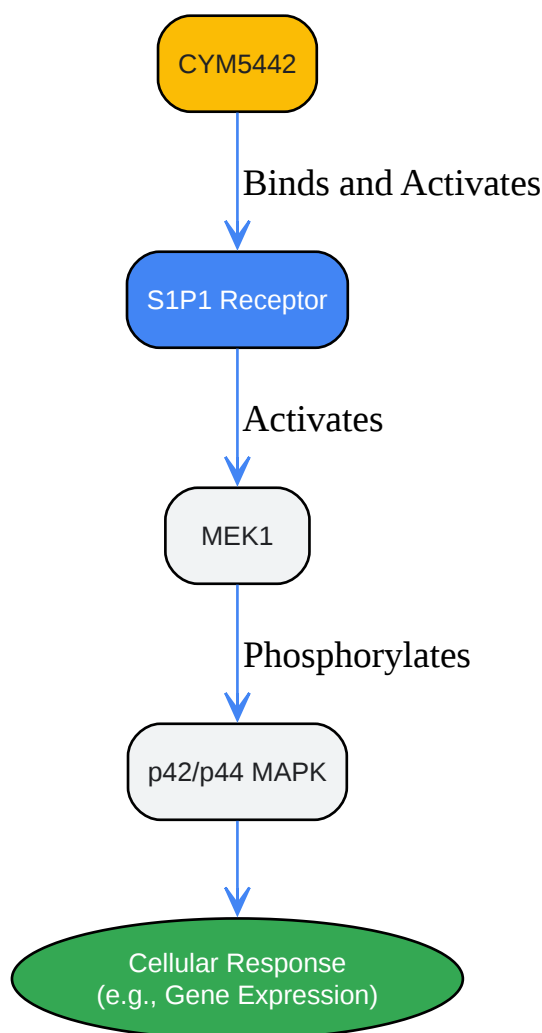 CYM5442
Binds and Activates
S1P1 Receptor
Activates
MEK1
Phosphorylates
p42/p44 MAPK
Cellular Response
(e.g., Gene Expression)